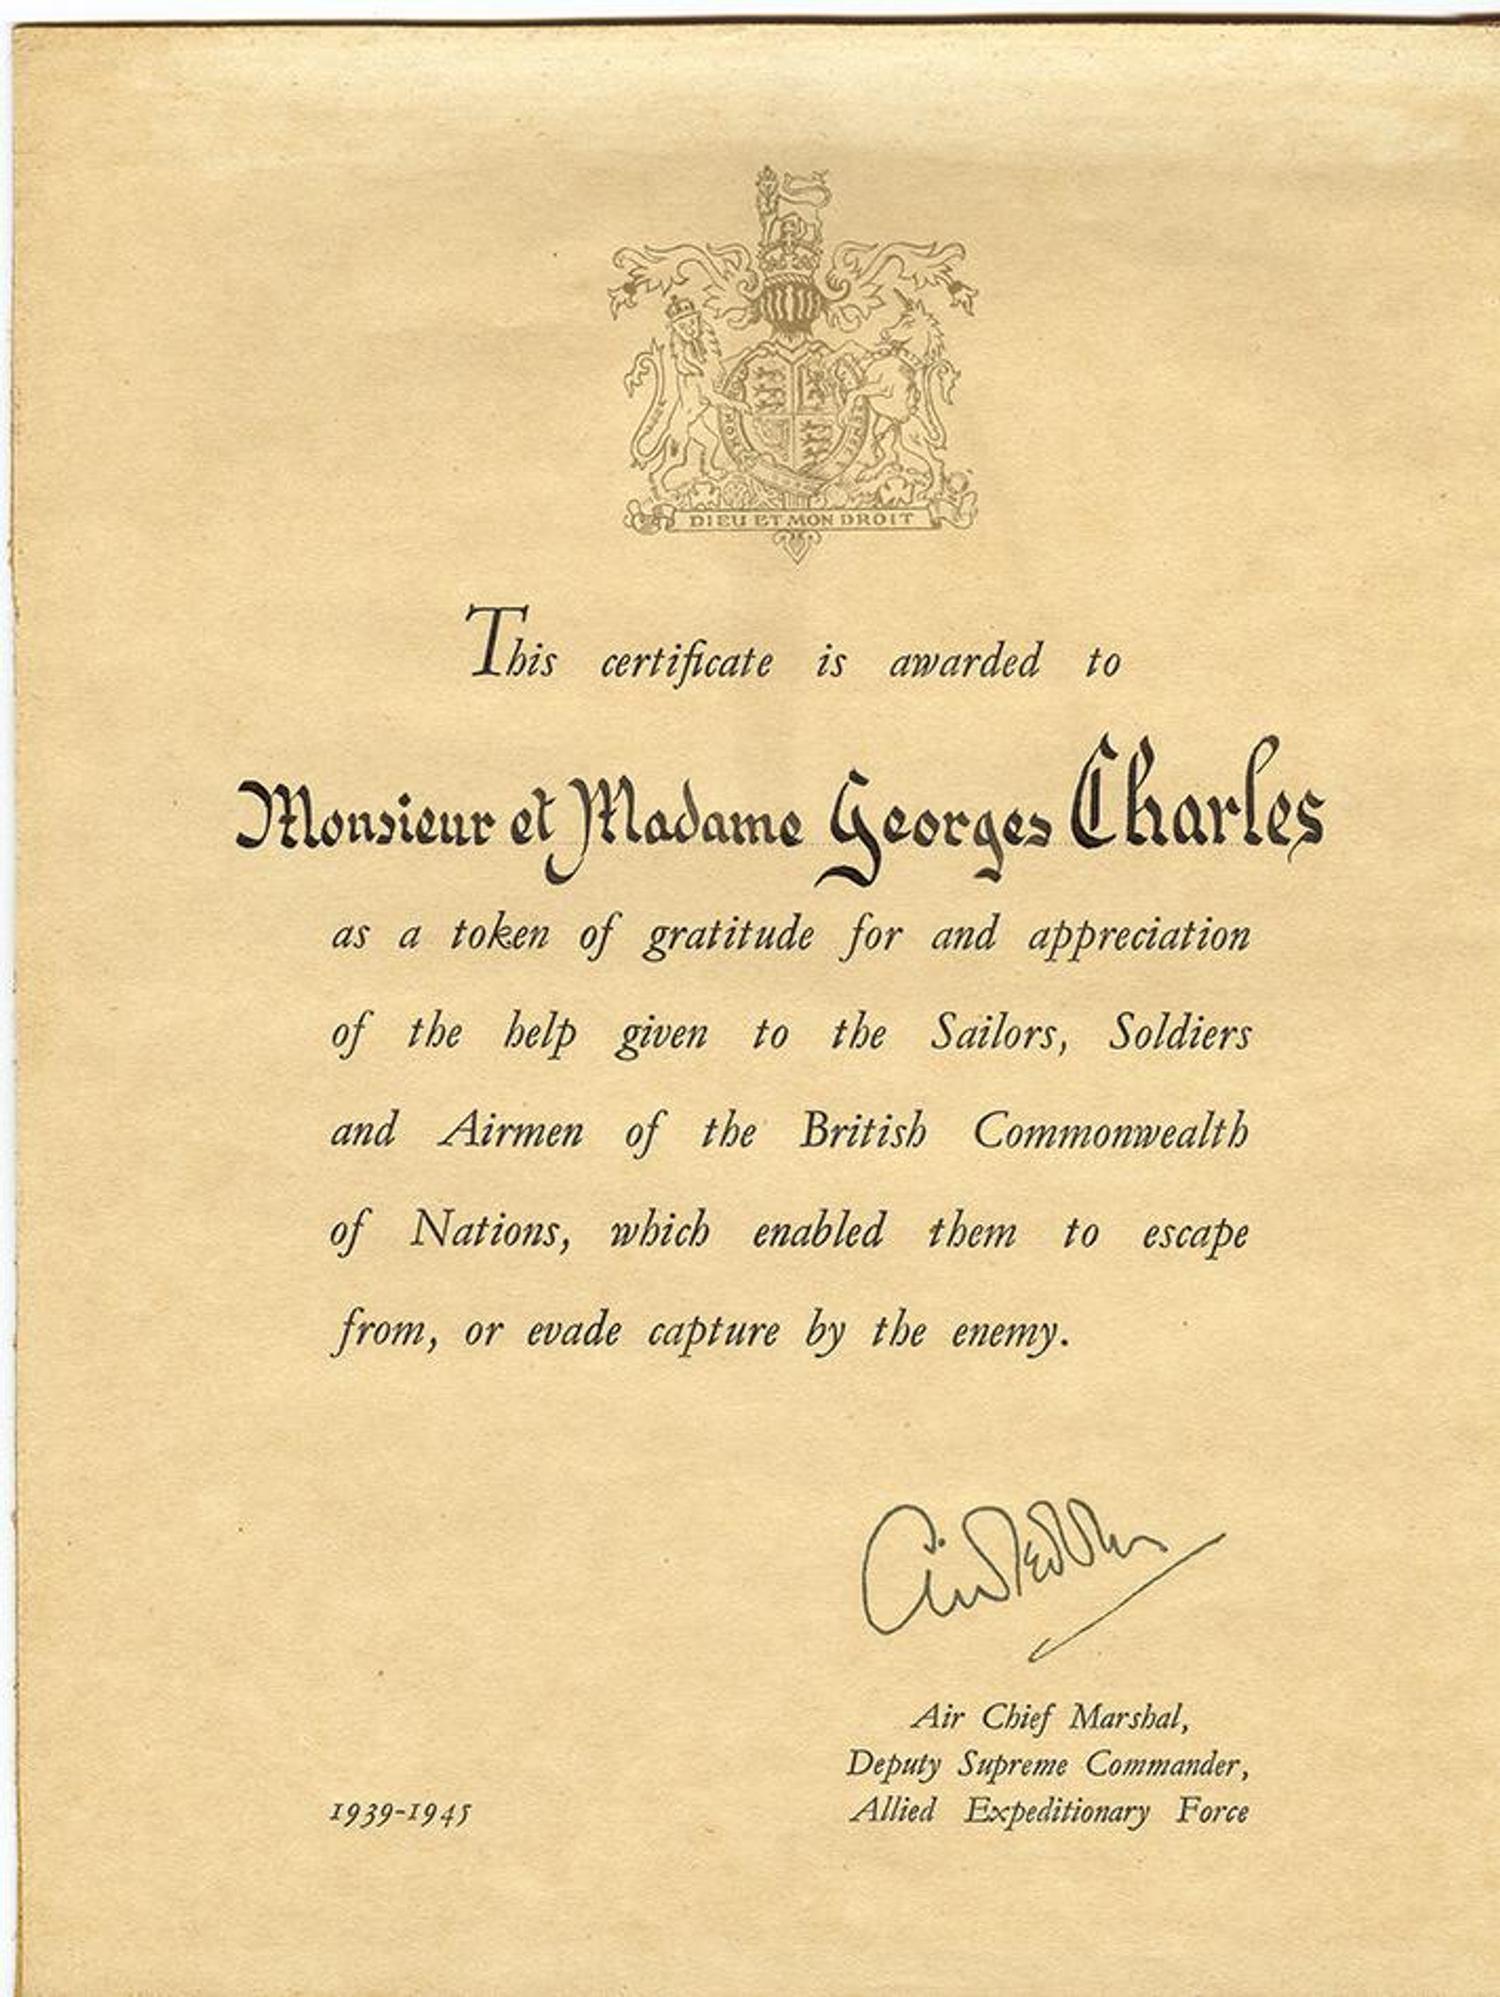 DIEU ET MON DROIT
This certificate is awarded to
Monsieur et Madame Georges Charles
as a token of gratitude for and appreciation
of the help given to the Sailors, Soldiers
and Airmen of the British Commonwealth
of Nations, which enabled them to escape
from, or evade capture by the enemy.
Air Chief Marshal,
Deputy Supreme Commander,
1939-1945 Allied Expeditionary Force